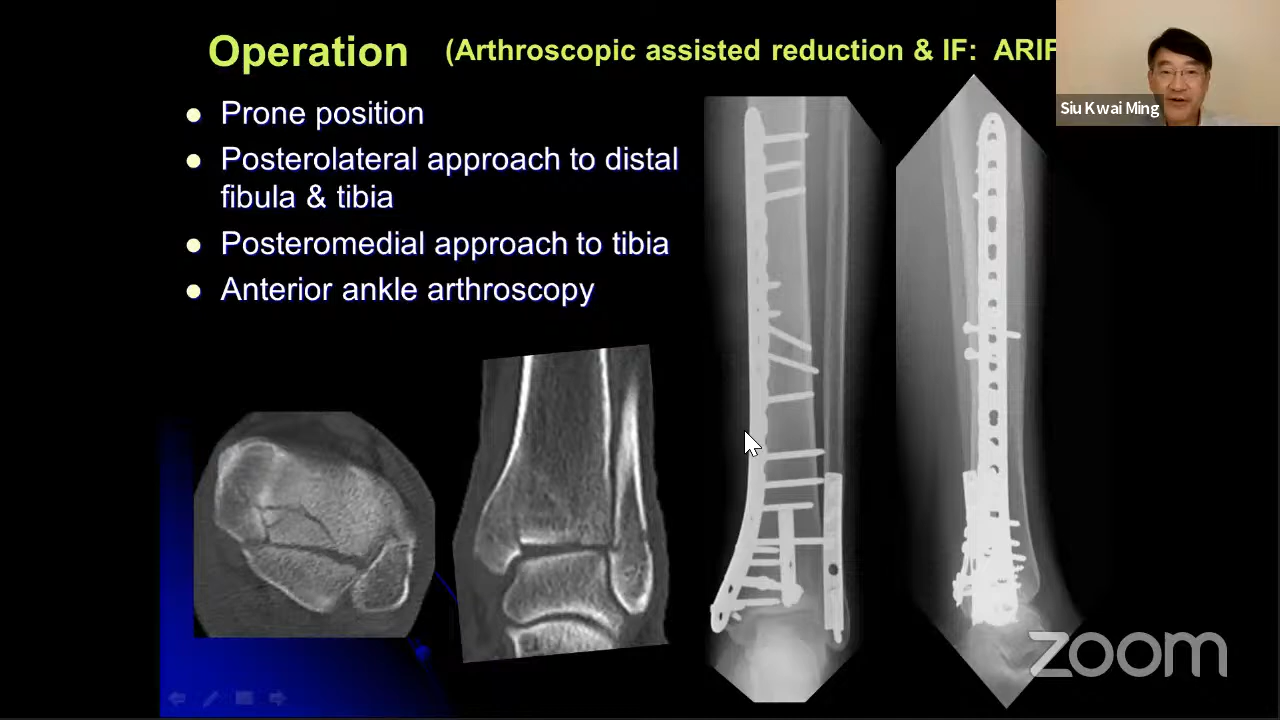 Operation (Arthroscopic assisted reduction & IF: ARIF
Siu Kwai Ming
Prone position
Posterolateral approach to distal
fibula & tibia
Posteromedial approach to tibia
Anterior ankle arthroscopy
zoom